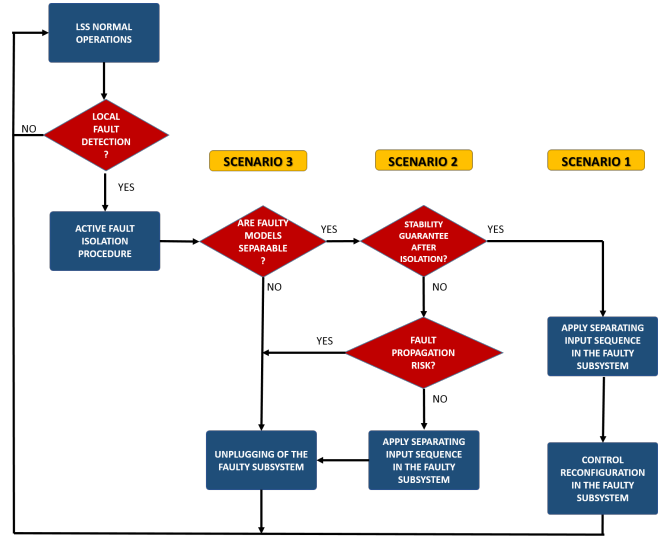 LSS NORMAL
OPERATIONS
LOCAL
FAULT
DETECTION
?
NO
YES
SCENARIO 3
SCENARIO 2
SCENARIO 1
ACTIVE FAULT
ISOLATION
PROCEDURE
ARE FAULTY
MODELS
SEPARABLE
?
YES
STABILITY
GUARANTEE
AFTER
ISOLATION?
YES
NO
NO
YES
FAULT
PROPAGATION
RISK?
APPLY SEPARATING
INPUT SEQUENCE
IN THE FAULTY
SUBSYSTEM
NO
UNPLUGGING OF THE
FAULTY SUBSYSTEM
APPLY SEPARATING
INPUT SEQUENCE
IN THE FAULTY
SUBSYSTEM
CONTROL
RECONFIGURATION
IN THE FAULTY
SUBSYSTEM